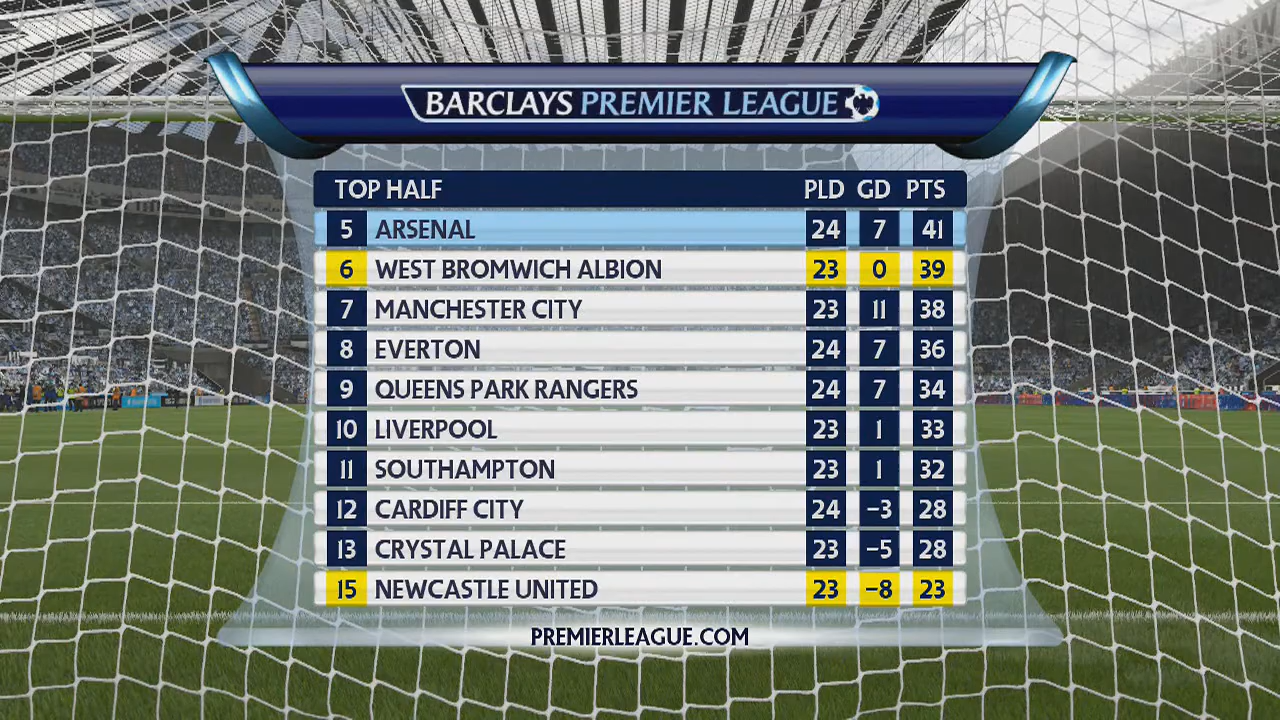 BARCLAYS PREMIER LEAGUE
TOP HALF PLD GD PTS
5 ARSENAL 24 7 41
6 WEST BROMWICH ALBION 23 0 39
7 MANCHESTER CITY 23 11 38
8 EVERTON 24 7 36
9 QUEENS PARK RANGERS 24 7 34
10 LIVERPOOL 23 1 33
11 SOUTHAMPTON 23 1 32
12 CARDIFF CITY 24 -3 28
13 CRYSTAL PALACE 23 -5 28
15 NEWCASTLE UNITED 23 -8 23
PREMIERLEAGUE.COM